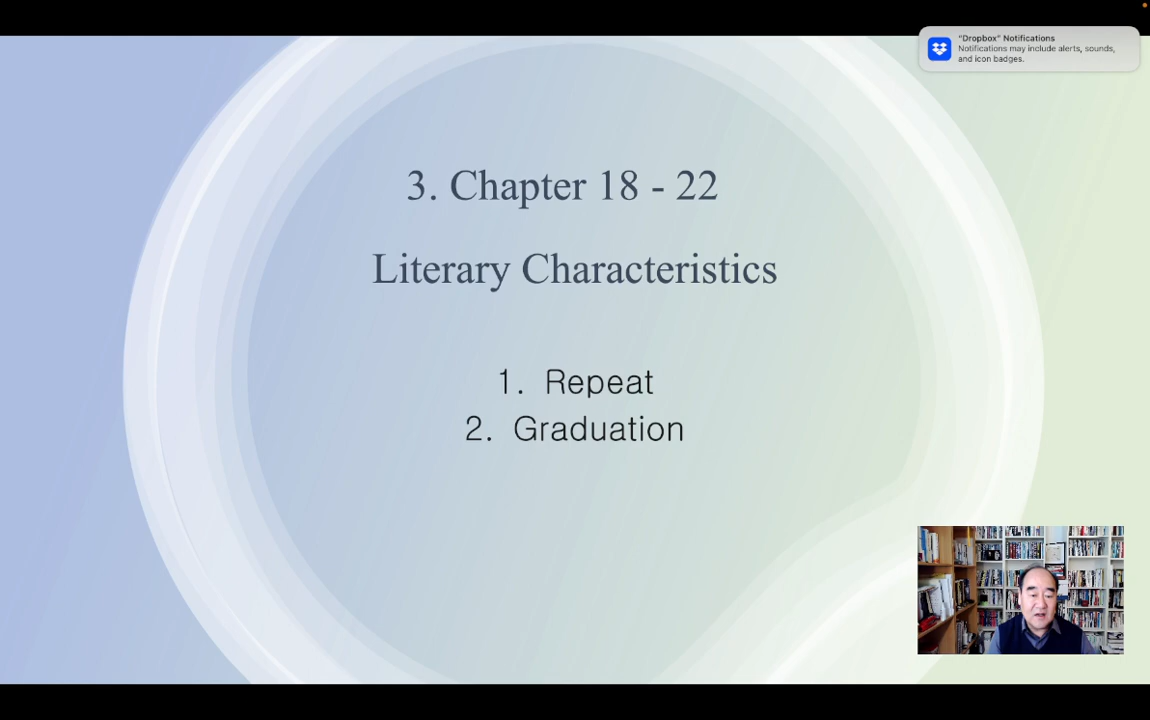 "Dropbox" Notifications
Notifications may include alerts, sounds,
and icon badges.
3. Chapter 18 - 22
Literary Characteristics
1. Repeat
2. Graduation